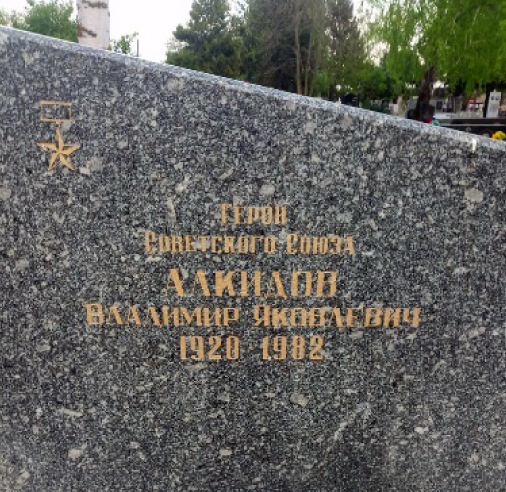 Герой
Советского Союза
Алкидов
Владимир Яковлевич
1920 1982